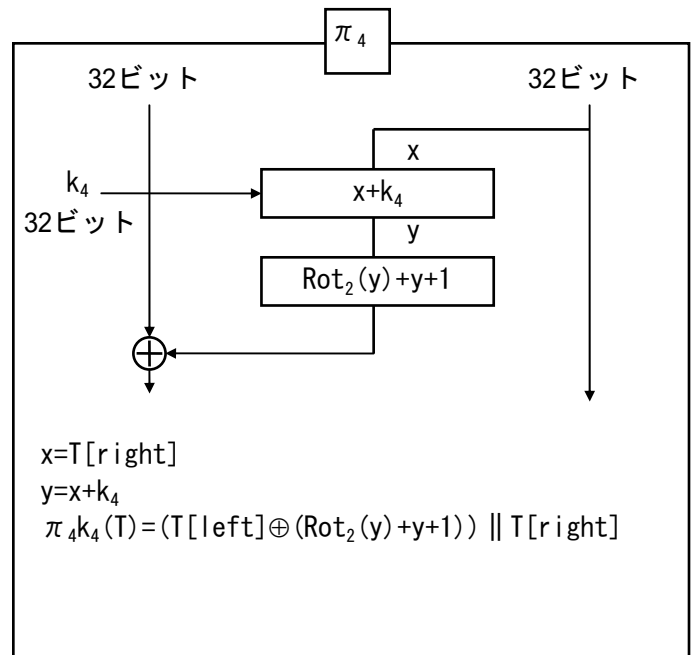 π₄
32ビット 32ビット
x
k₄
x+k₄
32ビット
y
Rot₂(y)+y+1
x=T[right]
y=x+k₄
π₄k₄(T)=(T[left]⊕(Rot₂(y)+y+1))‖T[right]